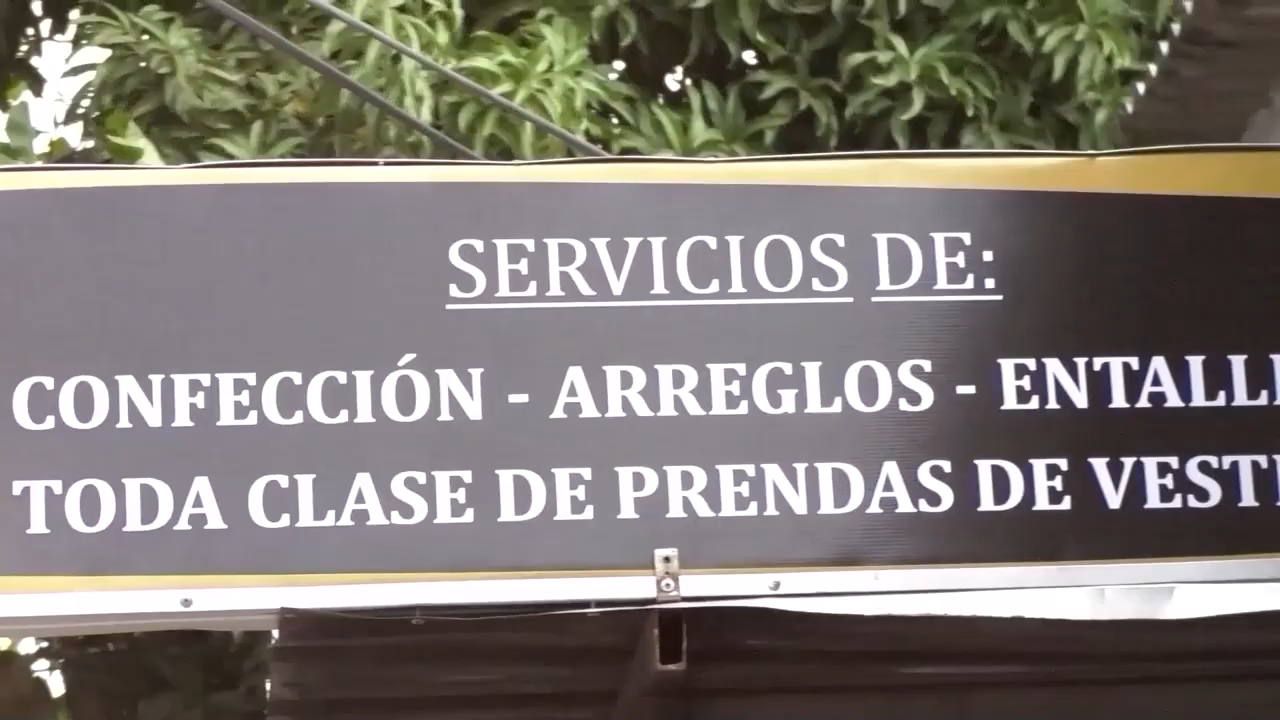 SERVICIOS DE:
CONFECCIÓN - ARREGLOS -
TODA CLASE DE PRENDAS DE